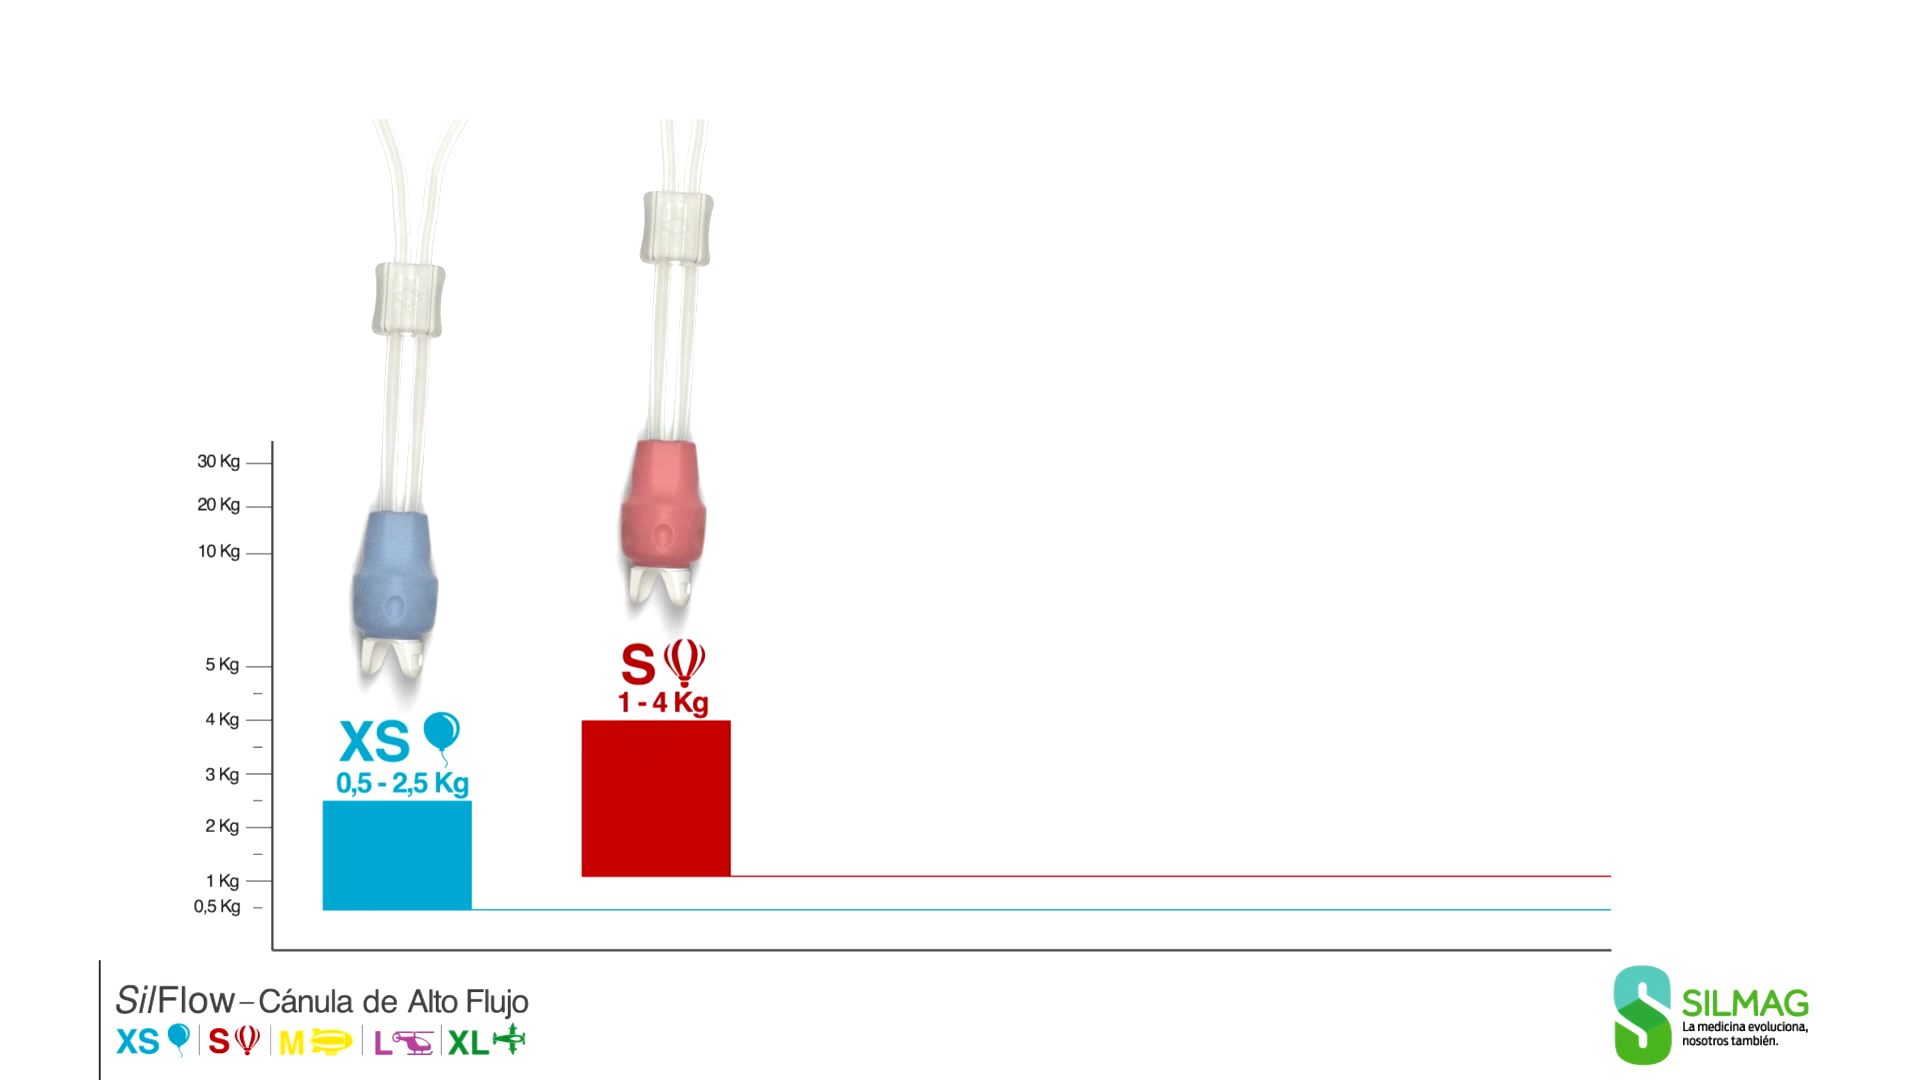 30 Kg
20 Kg
10 Kg
5 Kg
4 Kg
3 Kg
2 Kg
1 Kg
0,5 Kg
XS
0,5 - 2,5 Kg
S
1 - 4 Kg
SilFlow – Cánula de Alto Flujo
XS | S | M | L | XL
SILMAG
La medicina evoluciona,
nosotros también.